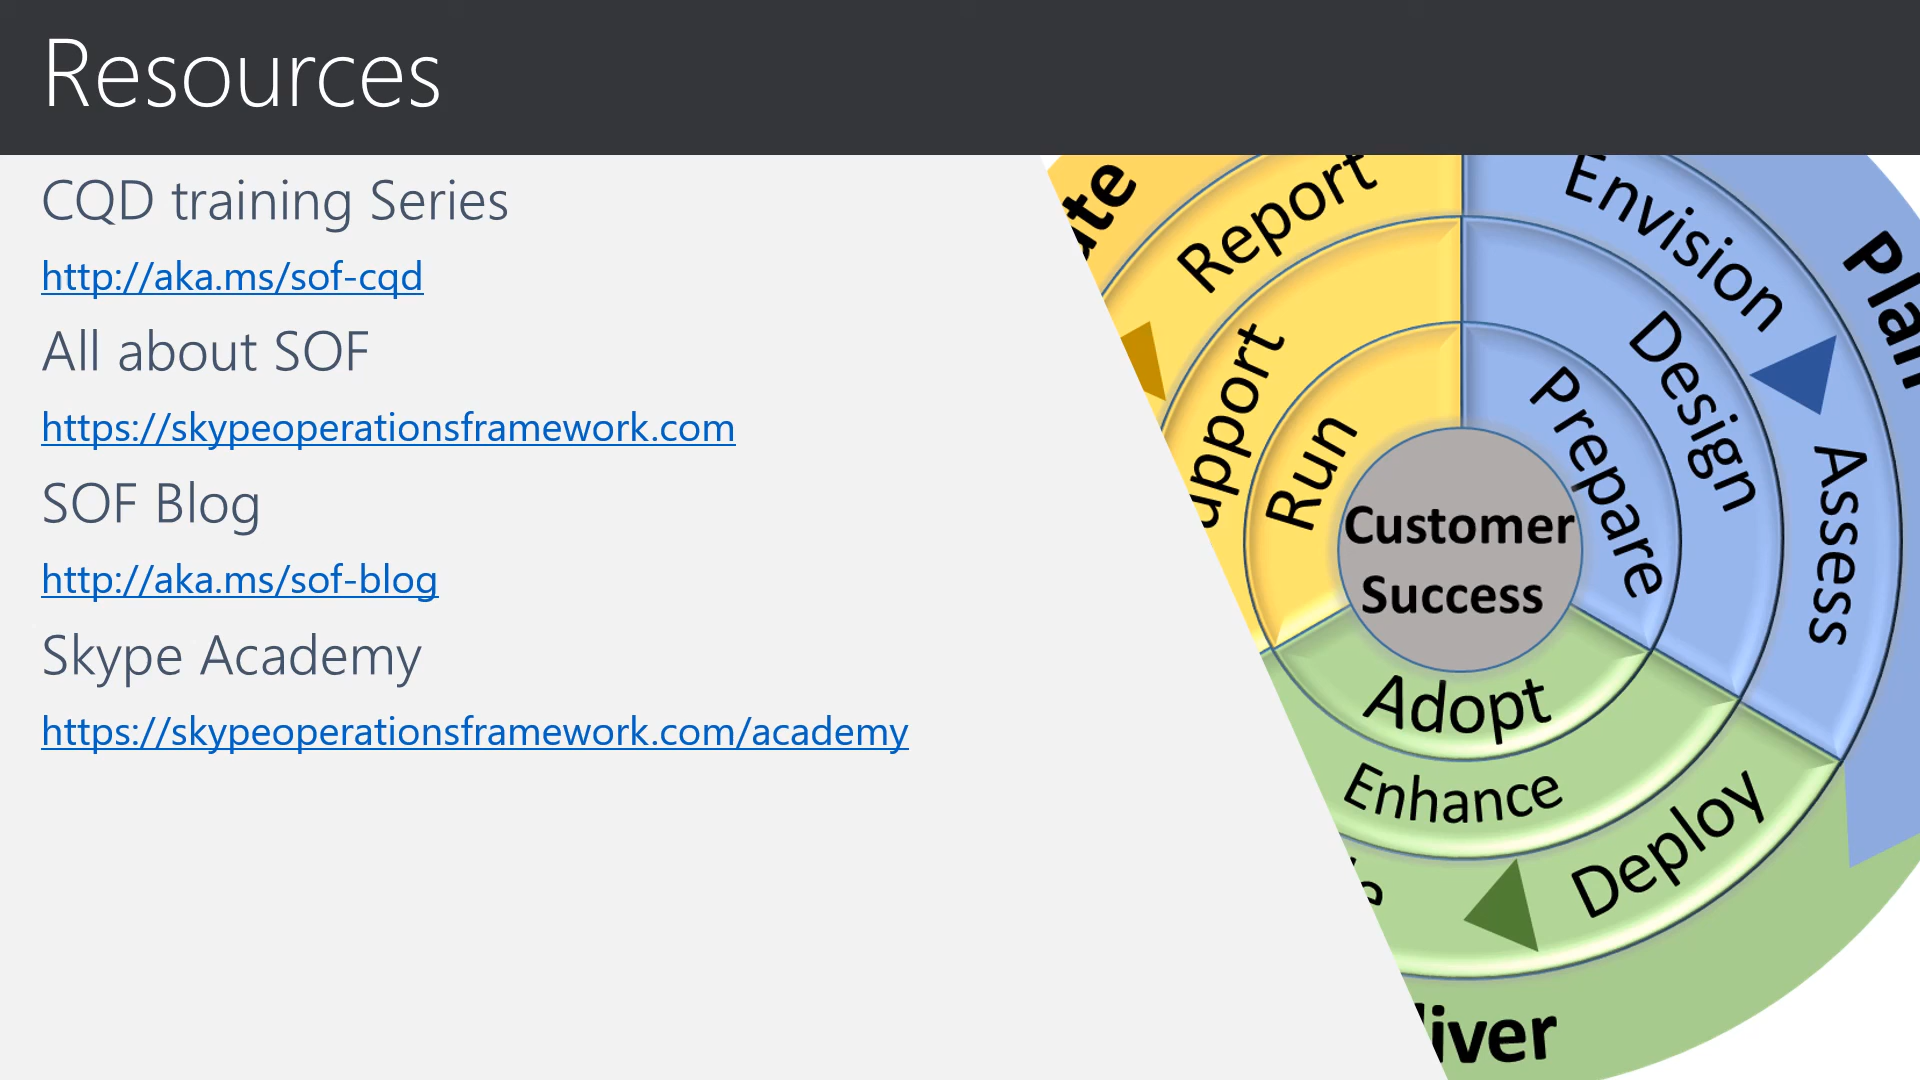 Resources
CQD training Series
http://aka.ms/sof-cqd
All about SOF
https://skypeoperationsframework.com
SOF Blog
http://aka.ms/sof-blog
Skype Academy
https://skypeoperationsframework.com/academy
Report
Run
Envision
Design
Prepare
Assess
Plan
Customer
Success
Adopt
Enhance
Deploy